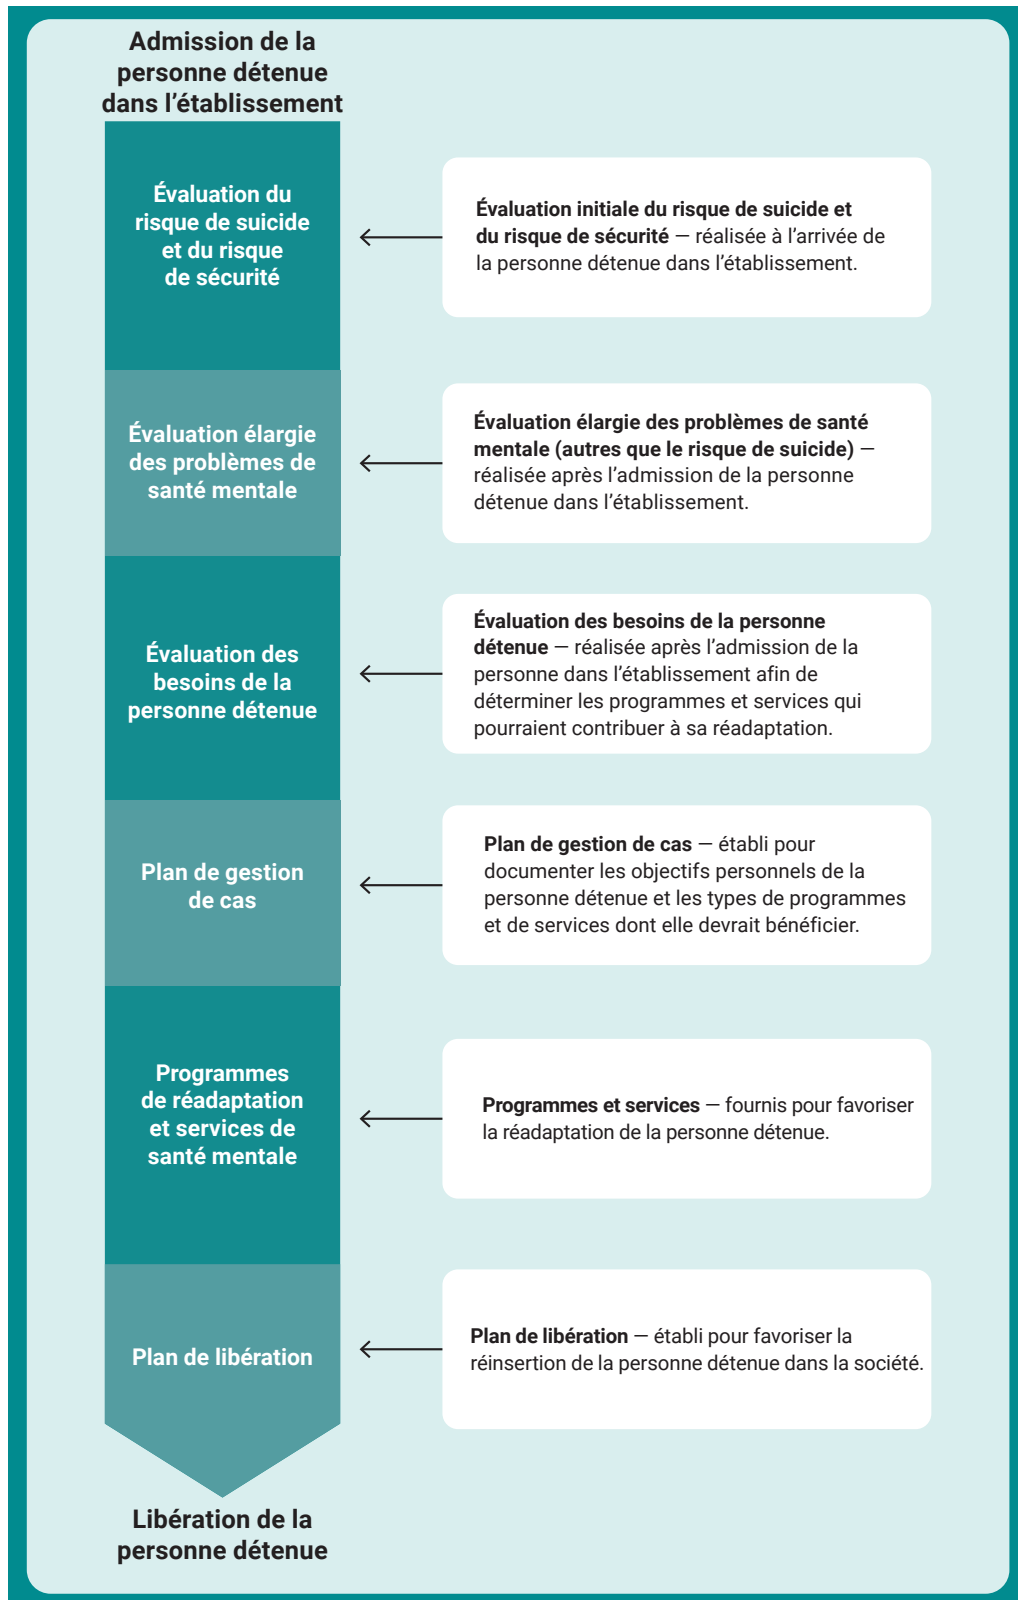 Admission de la
personne détenue
dans l’établissement
Évaluation du
risque de suicide
et du risque
de sécurité
Évaluation initiale du risque de suicide et
du risque de sécurité — réalisée à l’arrivée de
la personne détenue dans l’établissement.
Évaluation élargie
des problèmes de
santé mentale
Évaluation élargie des problèmes de santé
mentale (autres que le risque de suicide) —
réalisée après l’admission de la personne
détenue dans l’établissement.
Évaluation des
besoins de la
personne détenue
Évaluation des besoins de la personne
détenue — réalisée après l’admission de la
personne dans l’établissement afin de
déterminer les programmes et services qui
pourraient contribuer à sa réadaptation.
Plan de gestion
de cas
Plan de gestion de cas — établi pour
documenter les objectifs personnels de la
personne détenue et les types de programmes
et de services dont elle devrait bénéficier.
Programmes
de réadaptation
et services de
santé mentale
Programmes et services — fournis pour favoriser
la réadaptation de la personne détenue.
Plan de libération
Plan de libération — établi pour favoriser la
réinsertion de la personne détenue dans la société.
Libération de la
personne détenue